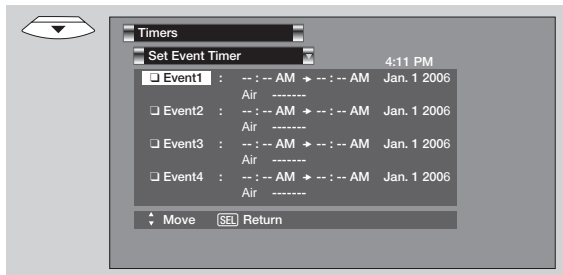 Timers
Set Event Timer
4:11 PM
❑ Event1 : -- : -- AM ➔ -- : -- AM Jan. 1 2006
Air -------
❑ Event2 : -- : -- AM ➔ -- : -- AM Jan. 1 2006
Air -------
❑ Event3 : -- : -- AM ➔ -- : -- AM Jan. 1 2006
Air -------
❑ Event4 : -- : -- AM ➔ -- : -- AM Jan. 1 2006
Air -------
Move SEL Return